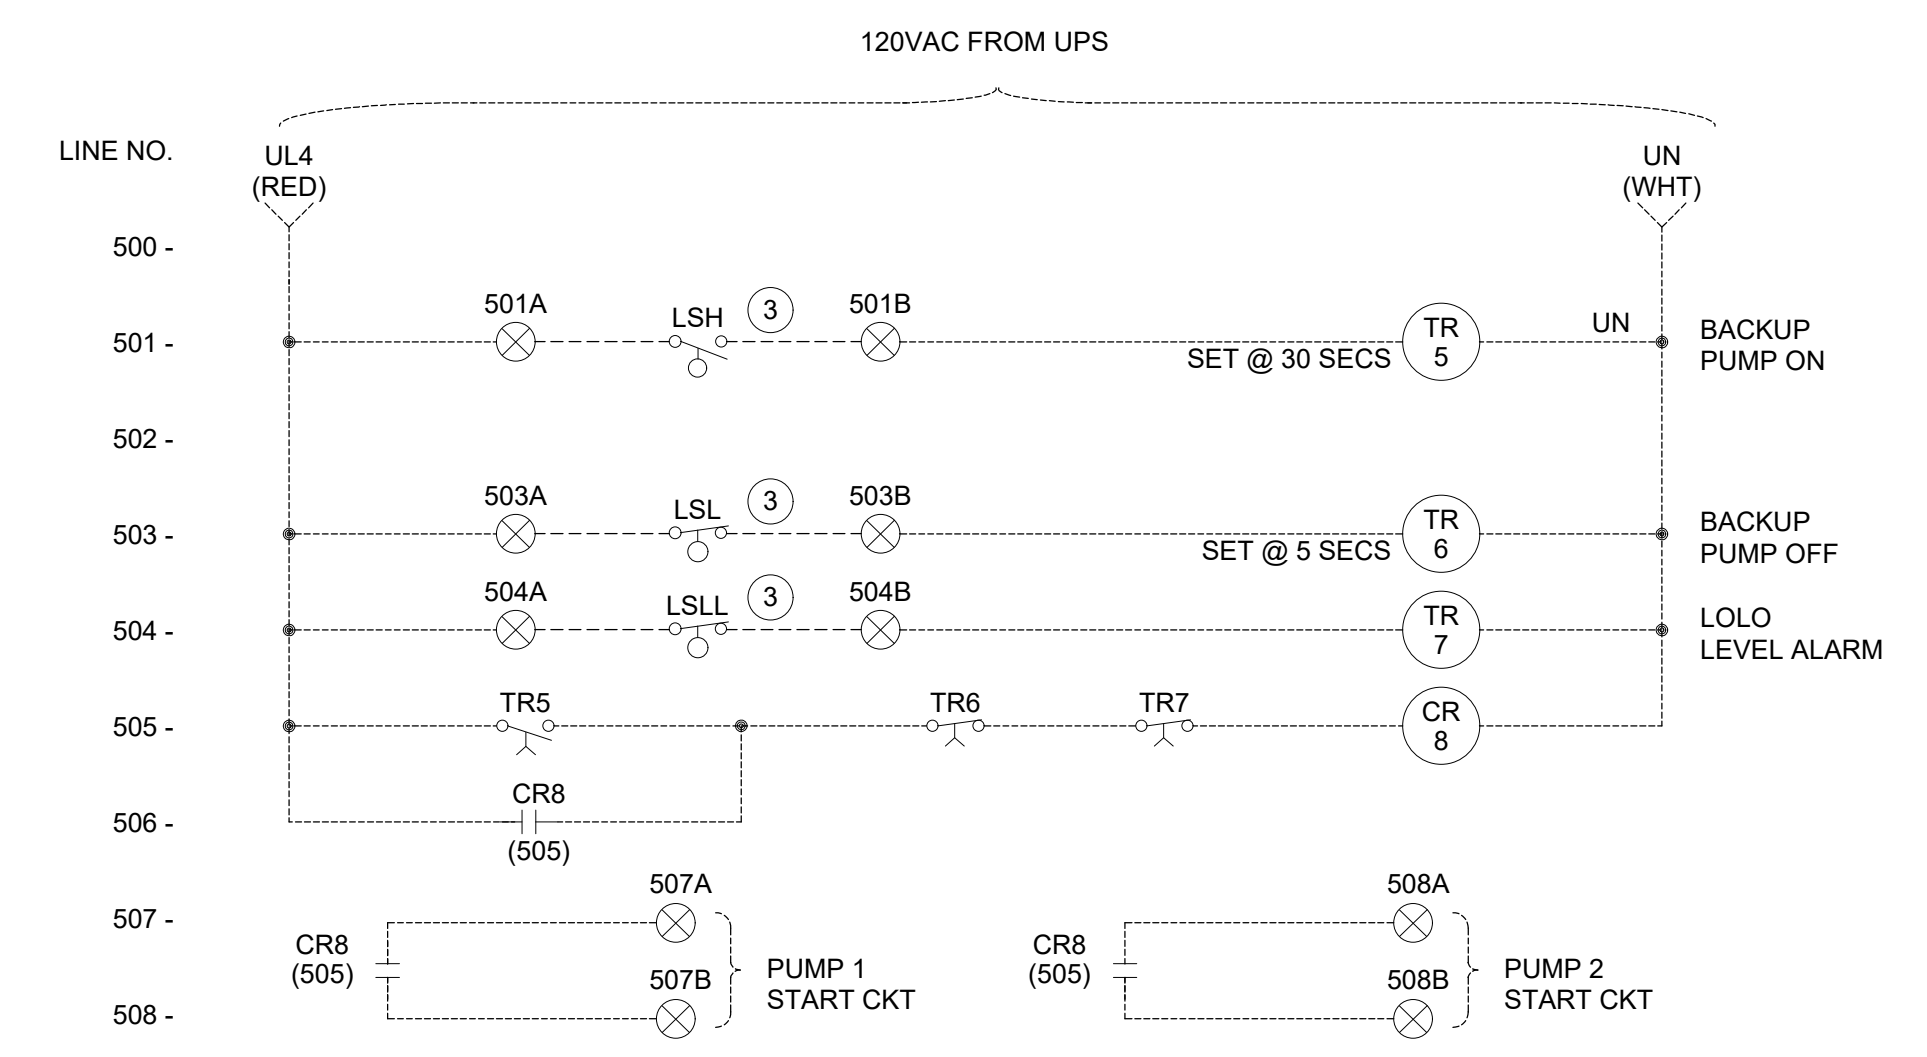 120VAC FROM UPS
LINE NO.
UL4
(RED)
UN
(WHT)
500 -
501 -
501A
LSH
3
501B
SET @ 30 SECS
TR
5
UN
BACKUP
PUMP ON
502 -
503 -
503A
LSL
3
503B
SET @ 5 SECS
TR
6
BACKUP
PUMP OFF
504 -
504A
LSLL
3
504B
TR
7
LOLO
LEVEL ALARM
505 -
TR5
TR6
TR7
CR
8
506 -
CR8
(505)
507 -
CR8
(505)
507A
507B
PUMP 1
START CKT
CR8
(505)
508A
508B
PUMP 2
START CKT
508 -